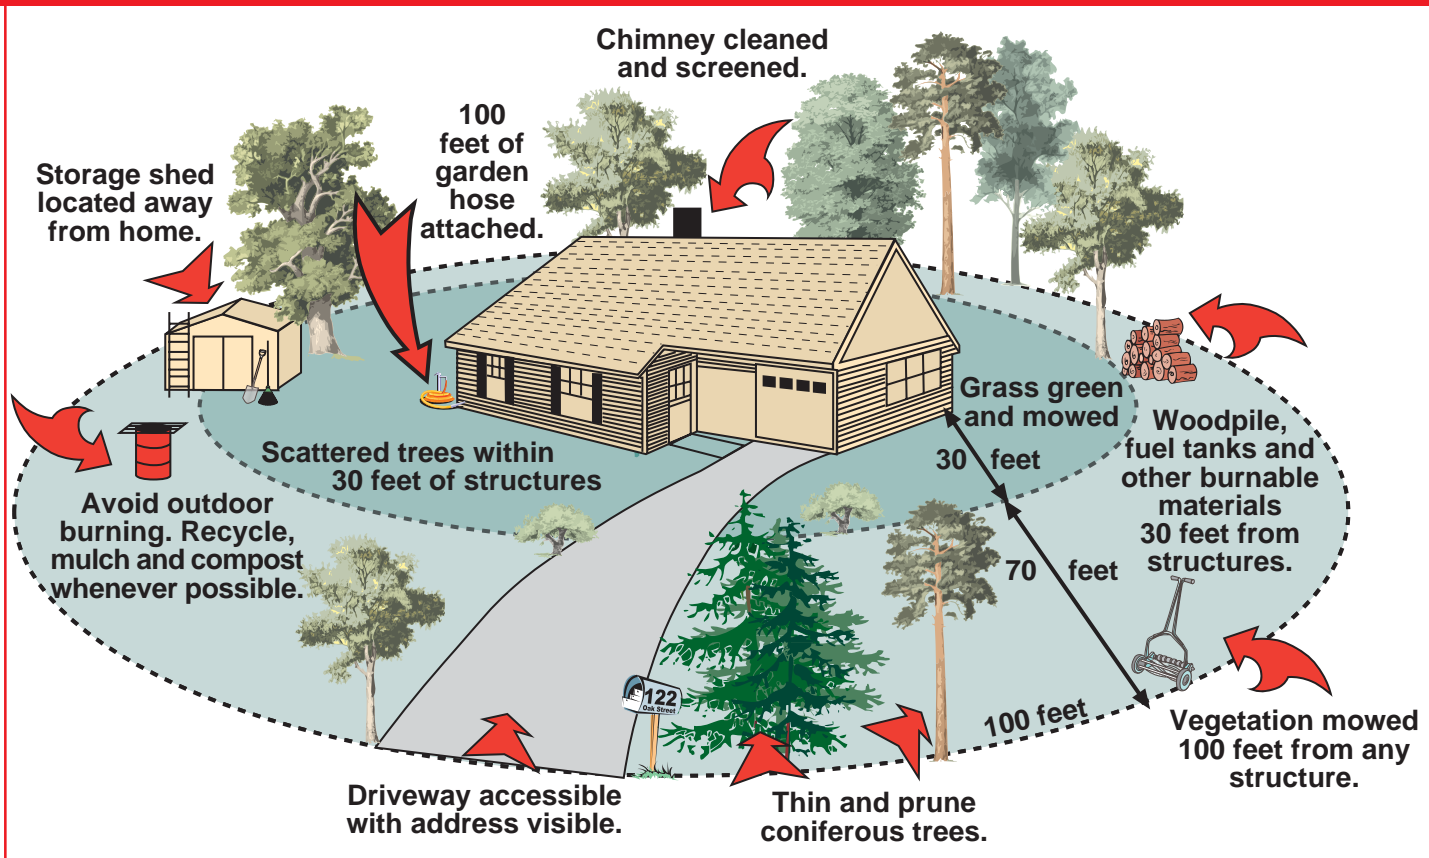 Chimney cleaned
and screened.
100
feet of
garden
hose
attached.
Storage shed
located away
from home.
Grass green
and mowed
30 feet
Scattered trees within
30 feet of structures
Woodpile,
fuel tanks and
other burnable
materials
30 feet from
structures.
Avoid outdoor
burning. Recycle,
mulch and compost
whenever possible.
70 feet
122
Oak Street
100 feet
Vegetation mowed
100 feet from any
structure.
Driveway accessible
with address visible.
Thin and prune
coniferous trees.